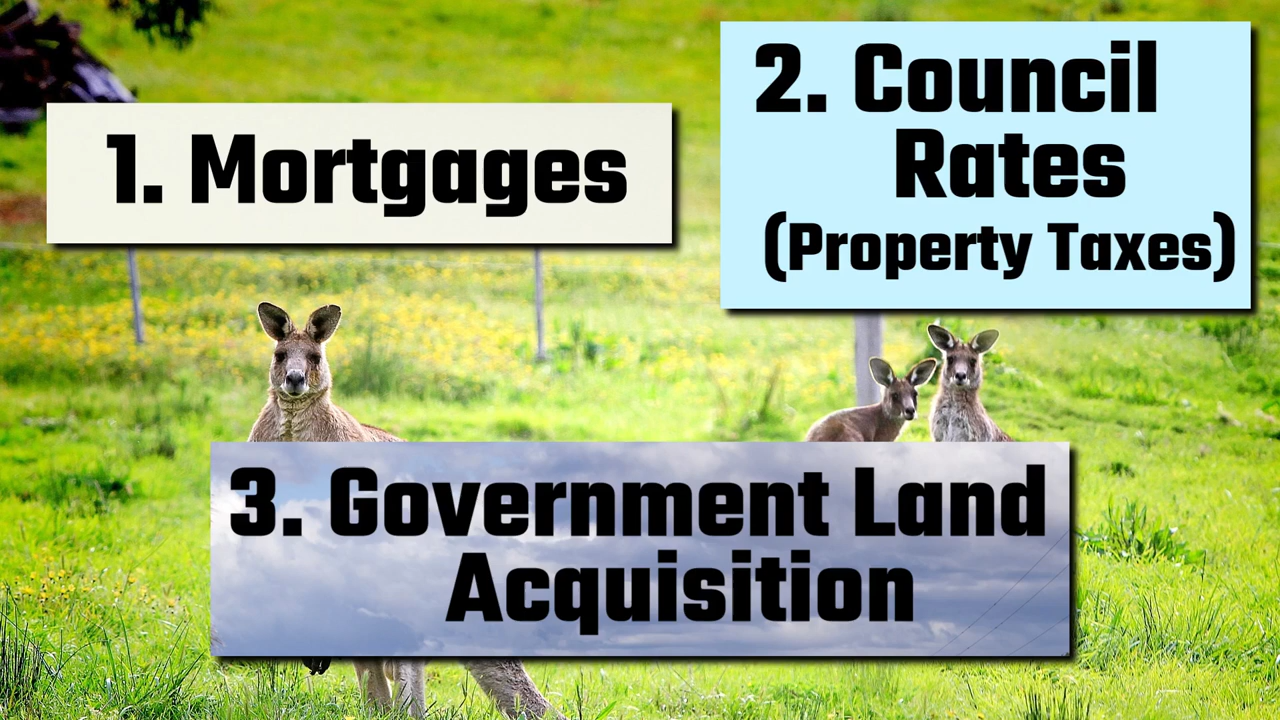 1. Mortgages
2. Council
Rates
(Property Taxes)
3. Government Land
Acquisition